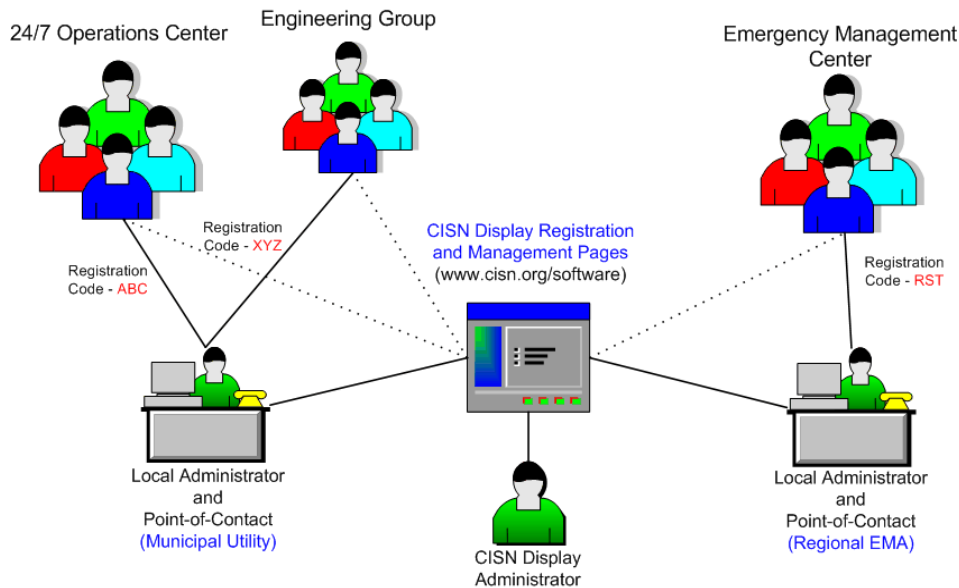 24/7 Operations Center
Engineering Group
Emergency Management
Center
Registration
Code - ABC
Registration
Code - XYZ
CISN Display Registration
and Management Pages
(www.cisn.org/software)
Registration
Code - RST
Local Administrator
and
Point-of-Contact
(Municipal Utility)
CISN Display
Administrator
Local Administrator
and
Point-of-Contact
(Regional EMA)